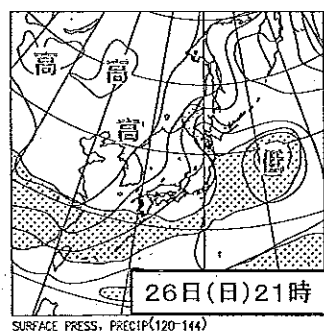 高 高
高
低
26日(日)21時
SURFACE PRESS, PRECIP(120-144)